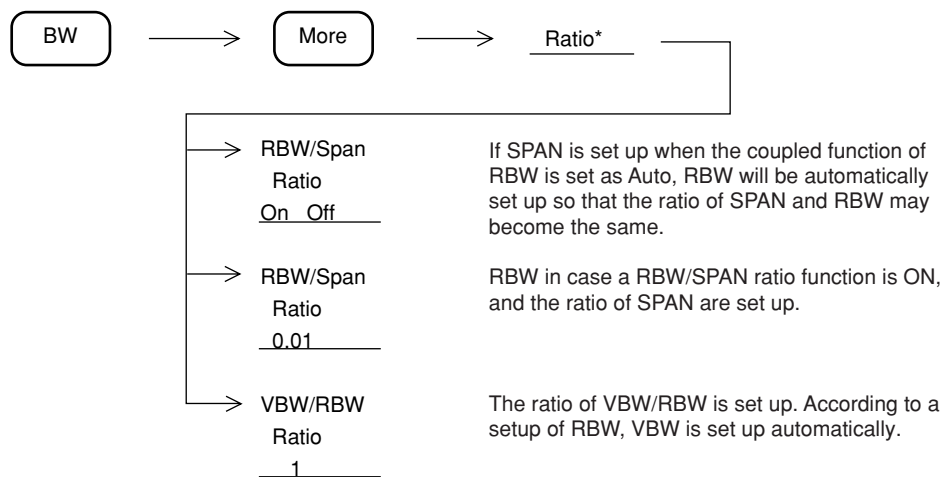 BW
More
Ratio*
RBW/Span
Ratio
On Off
If SPAN is set up when the coupled function of
RBW is set as Auto, RBW will be automatically
set up so that the ratio of SPAN and RBW may
become the same.
RBW/Span
Ratio
0.01
RBW in case a RBW/SPAN ratio function is ON,
and the ratio of SPAN are set up.
VBW/RBW
Ratio
1
The ratio of VBW/RBW is set up. According to a
setup of RBW, VBW is set up automatically.